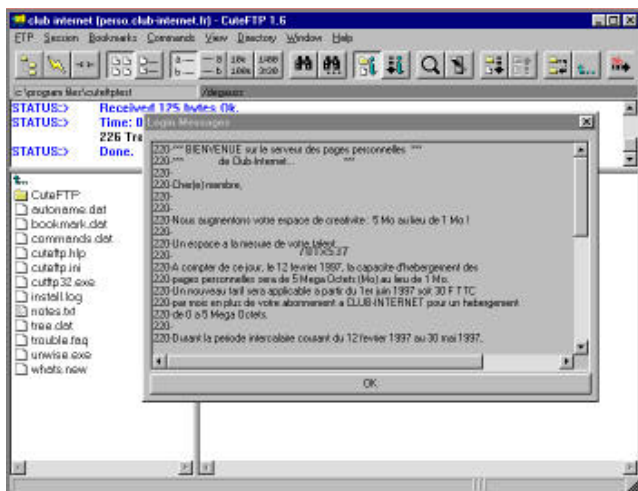 club internet (perso.club-internet.fr) - CuteFTP 1.6
FTP Session Bookmarks Commands View Directory Window Help
c:\program files\cuteftptest
STATUS:> Received 125 bytes Ok.
STATUS:> Time: 0
226 Tra
STATUS:> Done.
Login Messages
220-*** BIENVENUE sur le serveur des pages personnelles ***
220-*** de Club-Internet... ***
220-
220-Cher(e) membre,
220-
220-
220-Nous augmentons votre espace de creativite : 5 Mo au lieu de 1 Mo !
220-
220-Un espace a la mesure de votre talent...
220-
220-A compter de ce jour, le 12 fevrier 1997, la capacite d'hebergement des
220-pages personnelles sera de 5 Mega Octets (Mo) au lieu de 1 Mo.
220-Un nouveau tarif sera applicable a partir du 1er juin 1997 soit 30 F TTC
220-par mois en plus de votre abonnement a CLUB-INTERNET pour un hebergement
220-de 0 a 5 Mega Octets.
220-
220-Durant la periode intercalaire courant du 12 fevrier 1997 au 30 mai 1997,
OK
CuteFTP
autoname.dat
bookmark.dat
commands.dat
cuteftp.hlp
cuteftp.ini
cutftp32.exe
install.log
notes.txt
tree.dat
trouble.faq
unwise.exe
whats.new